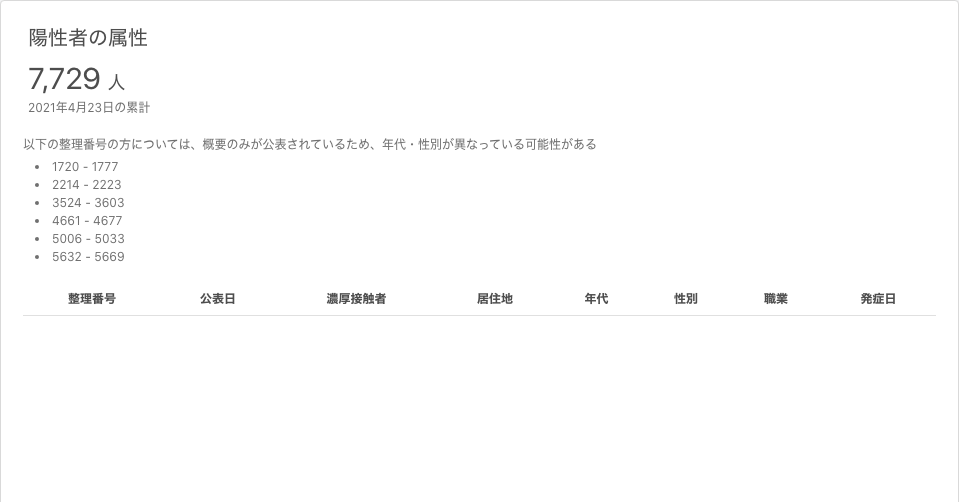 陽性者の属性
7,729 人
2021年4月23日の累計
以下の整理番号の方については、概要のみが公表されているため、年代・性別が異なっている可能性がある
• 1720 - 1777
• 2214 - 2223
• 3524 - 3603
• 4661 - 4677
• 5006 - 5033
• 5632 - 5669
整理番号 公表日 濃厚接触者 居住地 年代 性別 職業 発症日